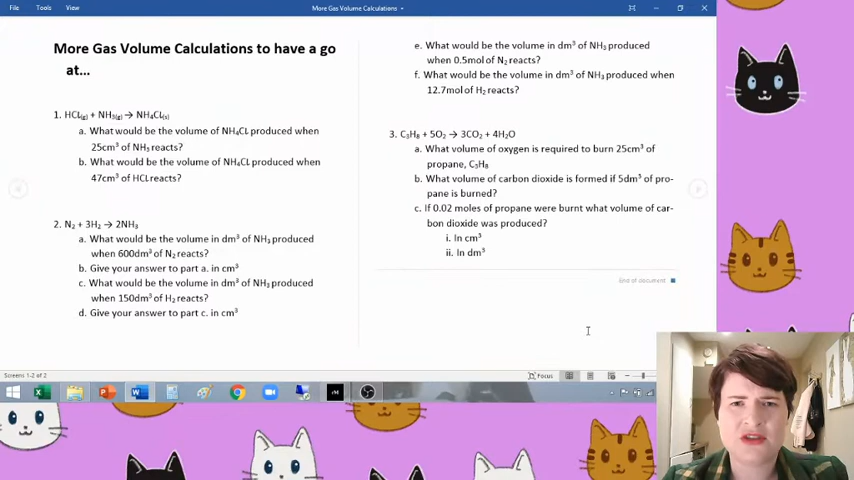 File
Tools
View
More Gas Volume Calculations
More Gas Volume Calculations to have a go
at...
1. HCL(g) + NH₃(g) → NH₄CL(s)
a. What would be the volume of NH₄CL produced when
25cm³ of NH₃ reacts?
b. What would be the volume of NH₄CL produced when
47cm³ of HCL reacts?
2. N₂ + 3H₂ → 2NH₃
a. What would be the volume in dm³ of NH₃ produced
when 600dm³ of N₂ reacts?
b. Give your answer to part a. in cm³
c. What would be the volume in dm³ of NH₃ produced
when 150dm³ of H₂ reacts?
d. Give your answer to part c. in cm³
e. What would be the volume in dm³ of NH₃ produced
when 0.5mol of N₂ reacts?
f. What would be the volume in dm³ of NH₃ produced when
12.7mol of H₂ reacts?
3. C₃H₈ + 5O₂ → 3CO₂ + 4H₂O
a. What volume of oxygen is required to burn 25cm³ of
propane, C₃H₈
b. What volume of carbon dioxide is formed if 5dm³ of pro-
pane is burned?
c. If 0.02 moles of propane were burnt what volume of car-
bon dioxide was produced?
i. In cm³
ii. In dm³
End of document
Screens 1-2 of 2
Focus